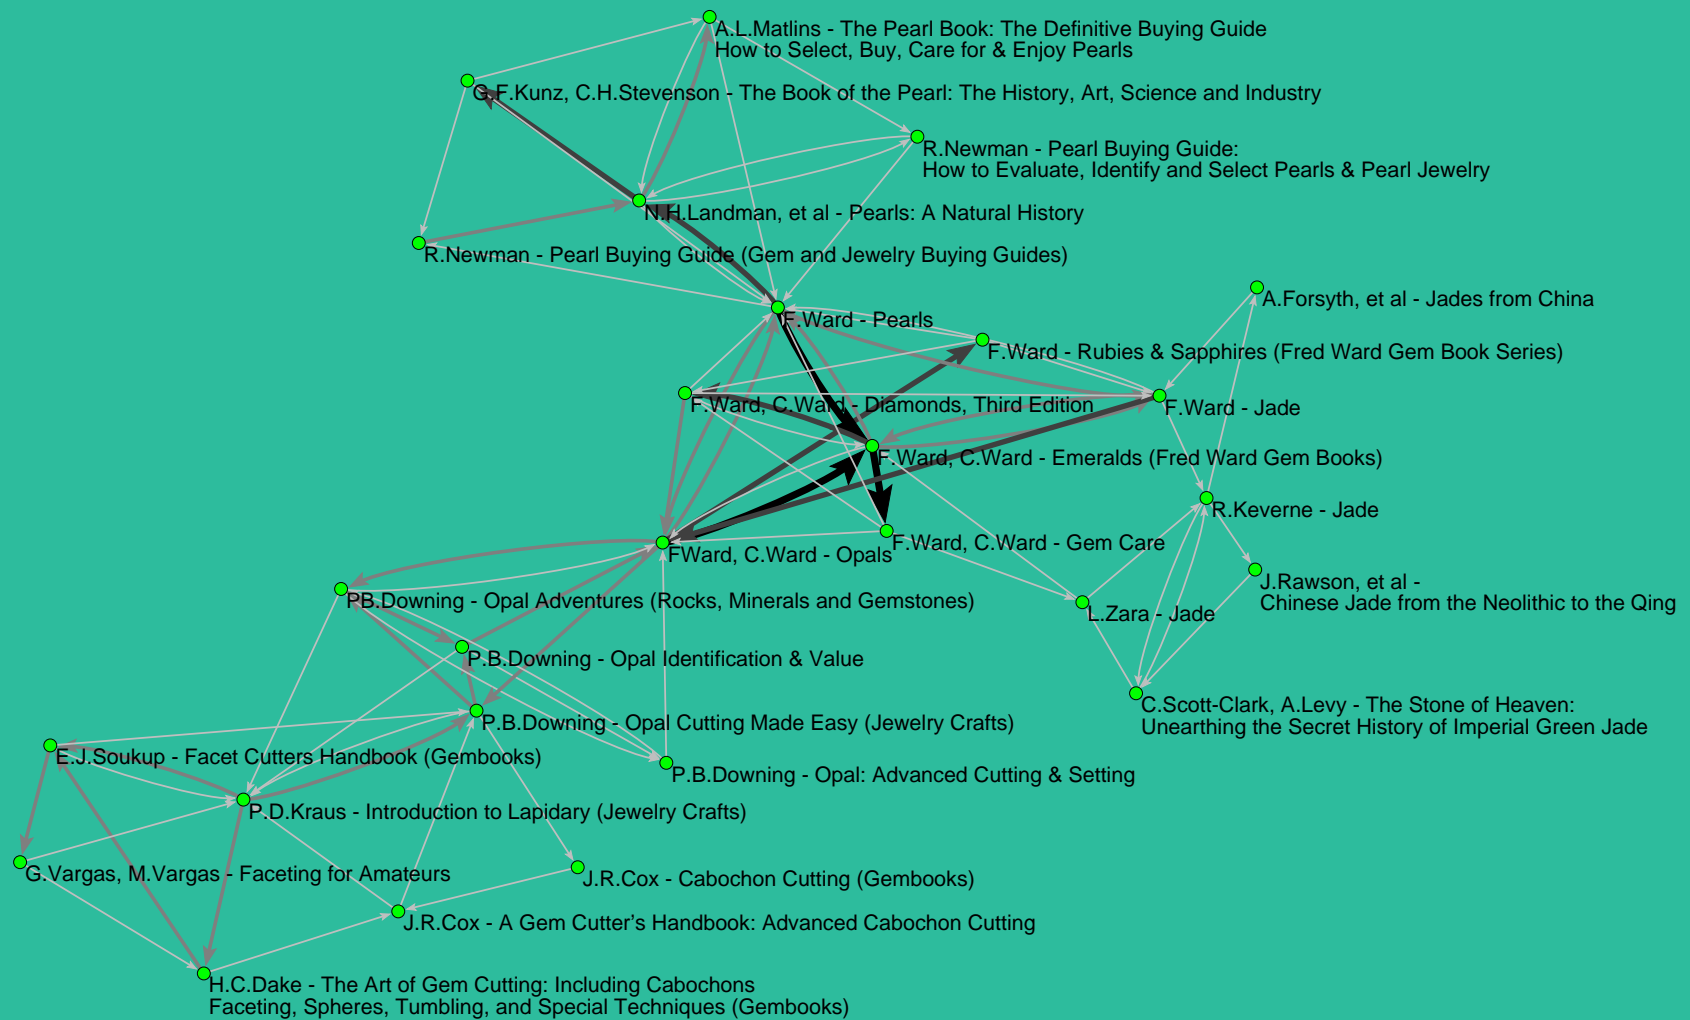 A.L.Matlins - The Pearl Book: The Definitive Buying Guide
How to Select, Buy, Care for & Enjoy Pearls
G.F.Kunz, C.H.Stevenson - The Book of the Pearl: The History, Art, Science and Industry
R.Newman - Pearl Buying Guide:
How to Evaluate, Identify and Select Pearls & Pearl Jewelry
N.H.Landman, et al - Pearls: A Natural History
R.Newman - Pearl Buying Guide (Gem and Jewelry Buying Guides)
A.Forsyth, et al - Jades from China
F.Ward - Pearls
F.Ward - Rubies & Sapphires (Fred Ward Gem Book Series)
F.Ward, C.Ward - Diamonds, Third Edition
F.Ward - Jade
F.Ward, C.Ward - Emeralds (Fred Ward Gem Books)
R.Keverne - Jade
F.Ward, C.Ward - Gem Care
FWard, C.Ward - Opals
J.Rawson, et al -
Chinese Jade from the Neolithic to the Qing
PB.Downing - Opal Adventures (Rocks, Minerals and Gemstones)
L.Zara - Jade
P.B.Downing - Opal Identification & Value
C.Scott-Clark, A.Levy - The Stone of Heaven:
Unearthing the Secret History of Imperial Green Jade
P.B.Downing - Opal Cutting Made Easy (Jewelry Crafts)
E.J.Soukup - Facet Cutters Handbook (Gembooks)
P.B.Downing - Opal: Advanced Cutting & Setting
P.D.Kraus - Introduction to Lapidary (Jewelry Crafts)
G.Vargas, M.Vargas - Faceting for Amateurs
J.R.Cox - Cabochon Cutting (Gembooks)
J.R.Cox - A Gem Cutter's Handbook: Advanced Cabochon Cutting
H.C.Dake - The Art of Gem Cutting: Including Cabochons
Faceting, Spheres, Tumbling, and Special Techniques (Gembooks)